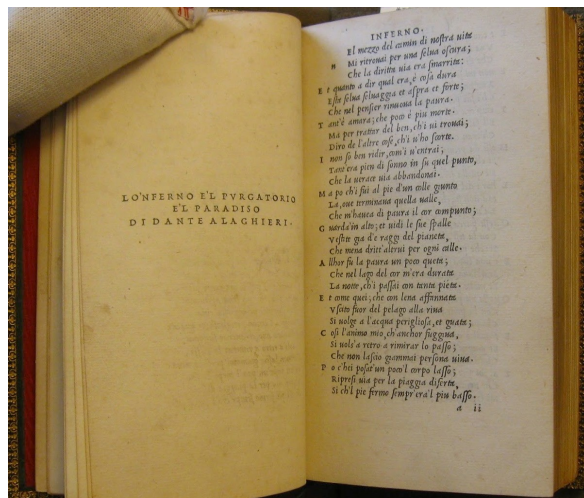 LO'NFERNO E'L PVRGATORIO
E'L PARADISO
DI DANTE ALAGHIERI.
INFERNO.
El mezzo del camin di nostra uita
n Mi ritrouai per una selua oscura;
Che la diritta uia era smarrita:
E t quanto a dir qual era, è cosa dura
Esta selua seluaggia et aspra et forte;
Che nel pensier rinuoua la paura.
T ant'è amara; che poco è piu morte.
Ma per trattar del ben, ch'i ui trouai;
Diro de l'altre cose, ch'i u'ho scorte.
I non so ben ridir, com'i u'entrai;
Tant'era pien di sonno in su quel punto,
Che la uerace uia abbandonai.
M a po ch'i fui al pie d'un colle giunto
La, oue terminaua quella ualle,
Che m'hauea di paura il cor compunto;
G uarda'in alto; et uidi le sue spalle
Vestite gia d'e raggi del pianeta,
Che mena dritt'altrui per ogni calle.
A llhor fu la paura un poco queta;
Che nel lago del cor m'era durata
La notte, ch'i passai con tanta pieta.
E t come quei; che con lena affannata
Vscito fuor del pelago alla riua
Si uolge a l'acqua perigliosa, et guata;
C osi l'animo mio, ch'anchor fuggiua,
Si uols'a retro a rimirar lo passo;
Che non lascio giammai persona uiua.
P o c'hei posat'un poco'l corpo lasso;
Ripresi uia per la piaggia diserta,
Si ch'l pie fermo sempr'era'l piu basso.
a ii